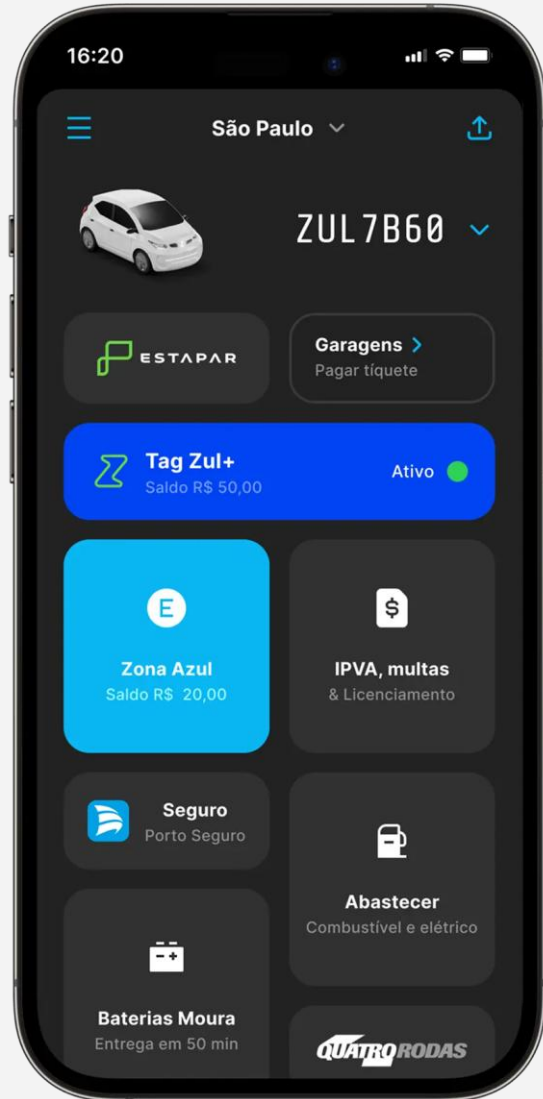 16:20
São Paulo
ZUL7B60
ESTAPAR
Garagens
Pagar tíquete
Tag Zul+
Saldo R$ 50,00
Ativo
E
Zona Azul
Saldo R$ 20,00
$
IPVA, multas
& Licenciamento
Seguro
Porto Seguro
Abastecer
Combustível e elétrico
Baterias Moura
Entrega em 50 min
QUATRO RODAS